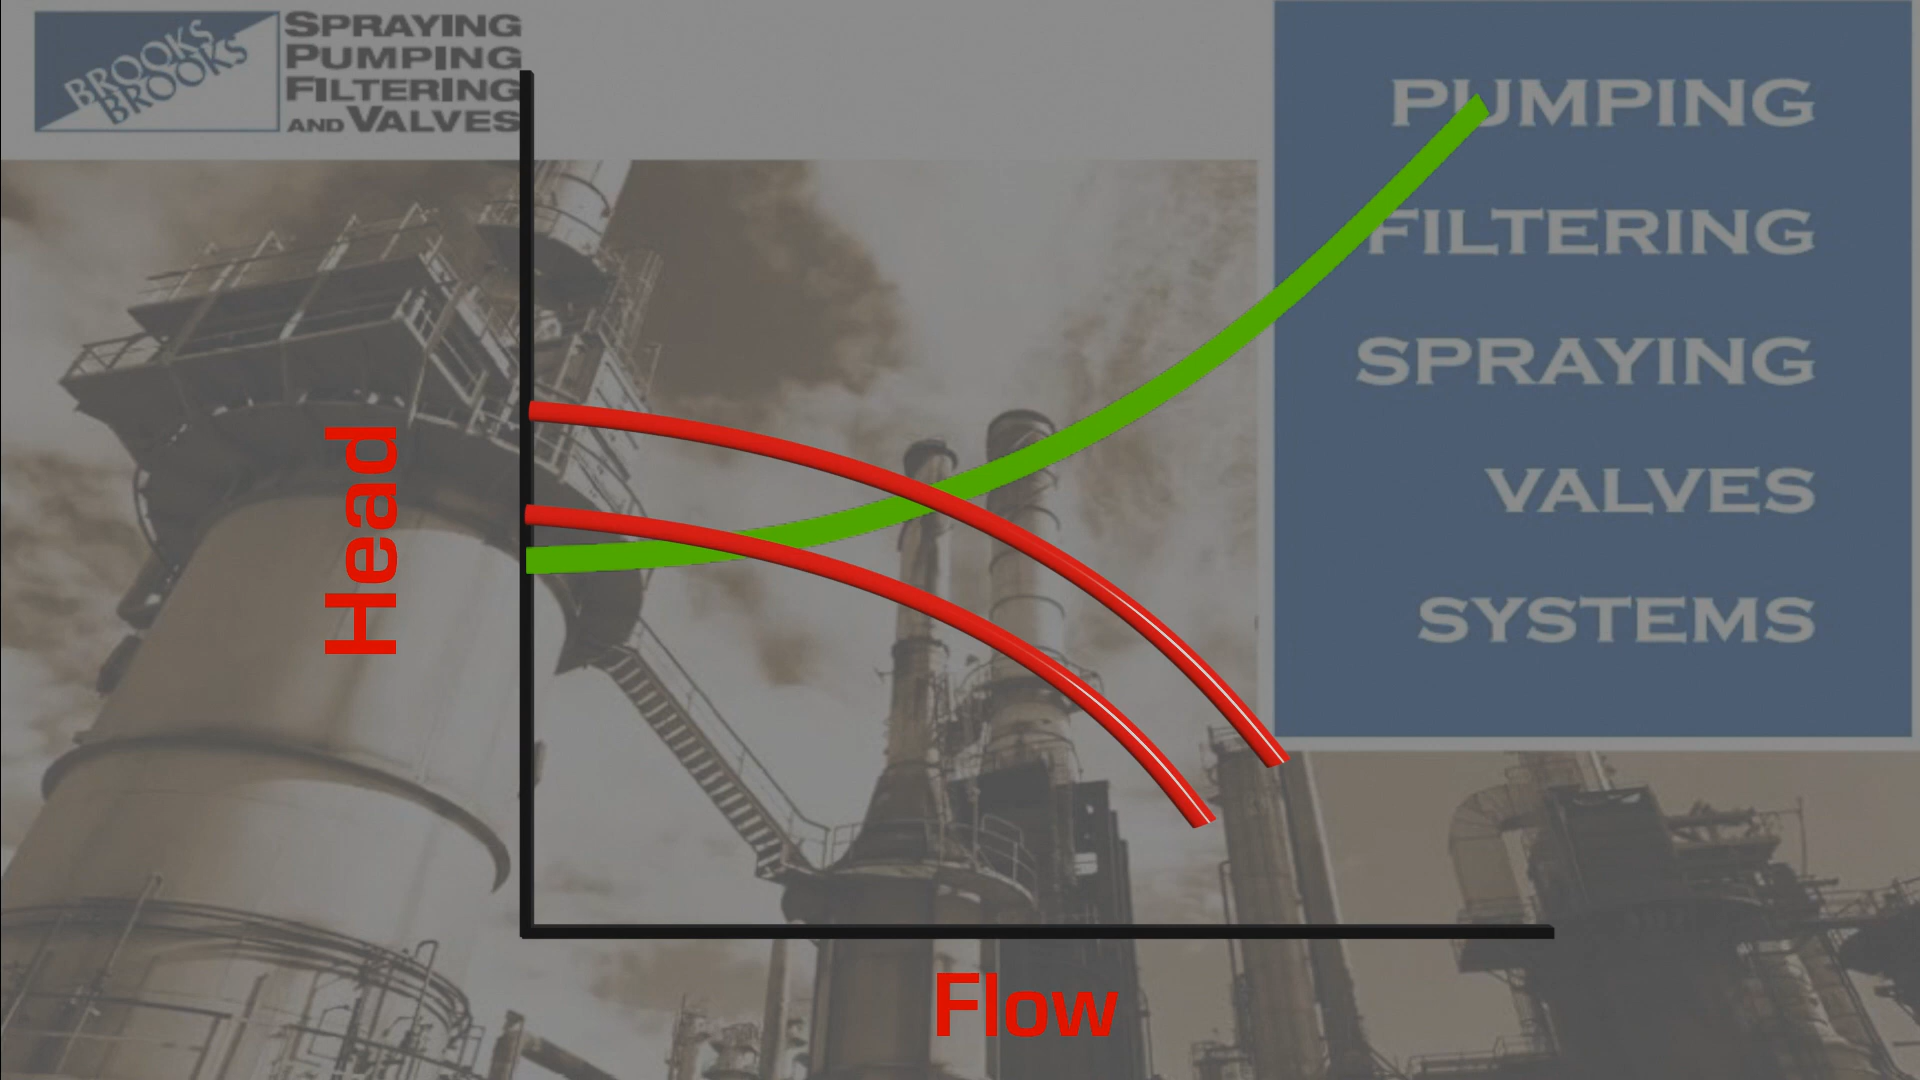 BROOKS
BROOKS
SPRAYING
PUMPING
FILTERING
AND VALVES
PUMPING
FILTERING
SPRAYING
VALVES
SYSTEMS
Head
Flow